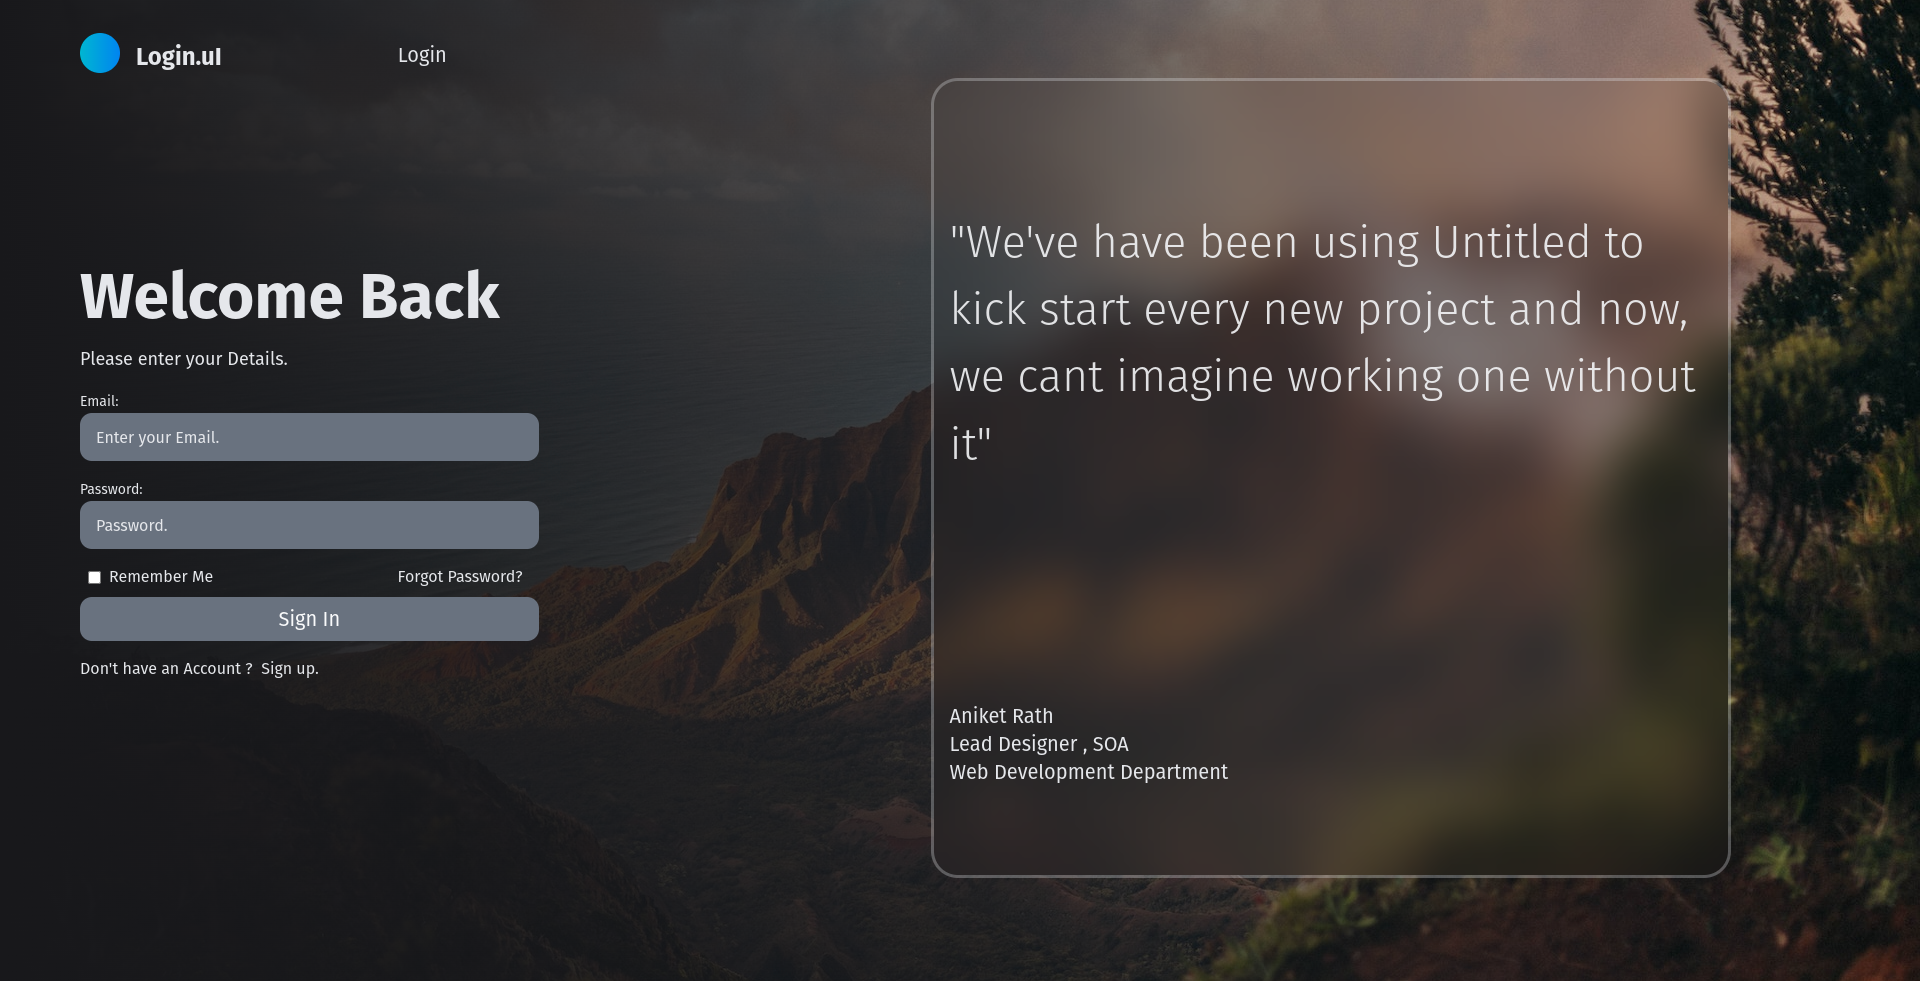 Login.uI
Login
Welcome Back
Please enter your Details.
Email:
Enter your Email.
Password:
Password.
Remember Me
Forgot Password?
Sign In
Don't have an Account ? Sign up.
"We've have been using Untitled to
kick start every new project and now,
we cant imagine working one without
it"
Aniket Rath
Lead Designer , SOA
Web Development Department